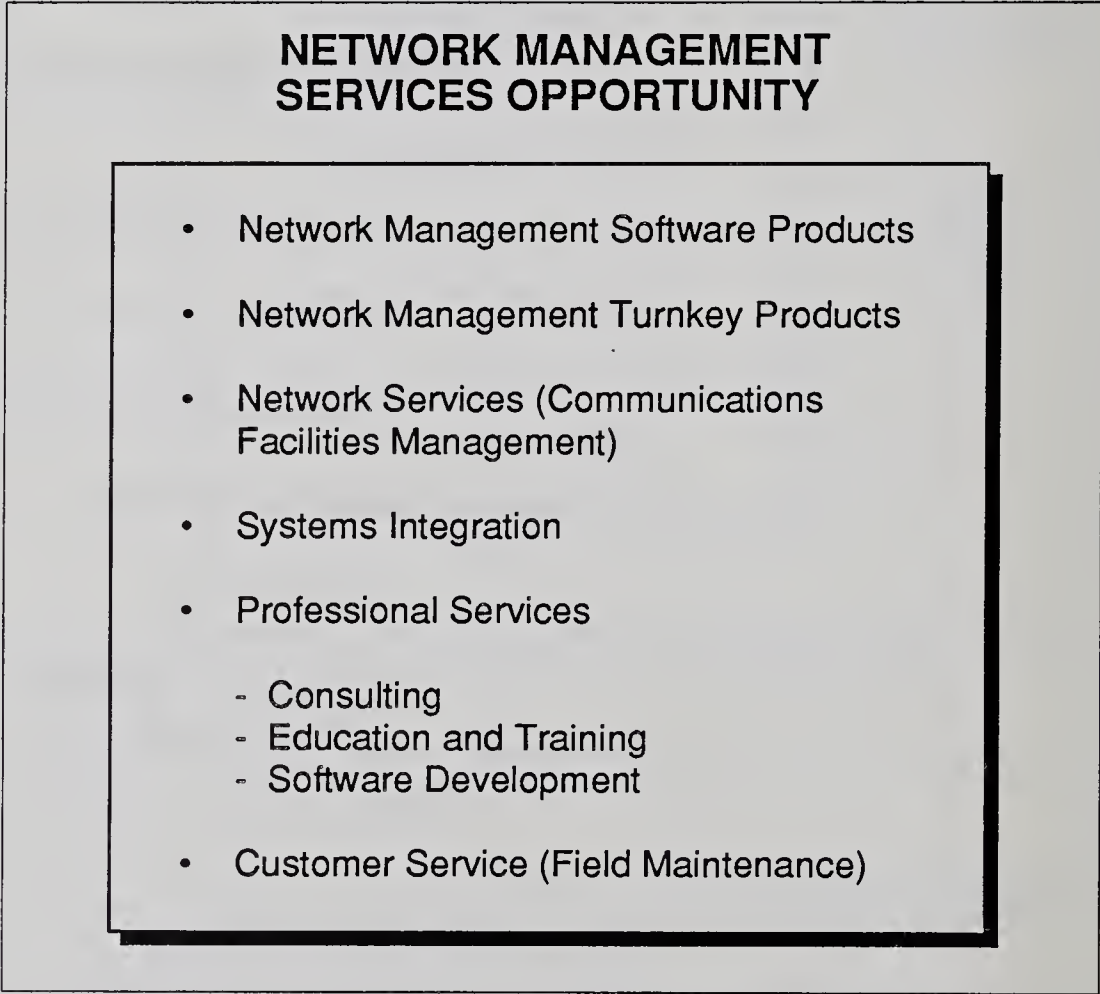 NETWORK MANAGEMENT
SERVICES OPPORTUNITY
• Network Management Software Products
• Network Management Turnkey Products
• Network Services (Communications
Facilities Management)
• Systems Integration
• Professional Services
- Consulting
- Education and Training
- Software Development
• Customer Service (Field Maintenance)